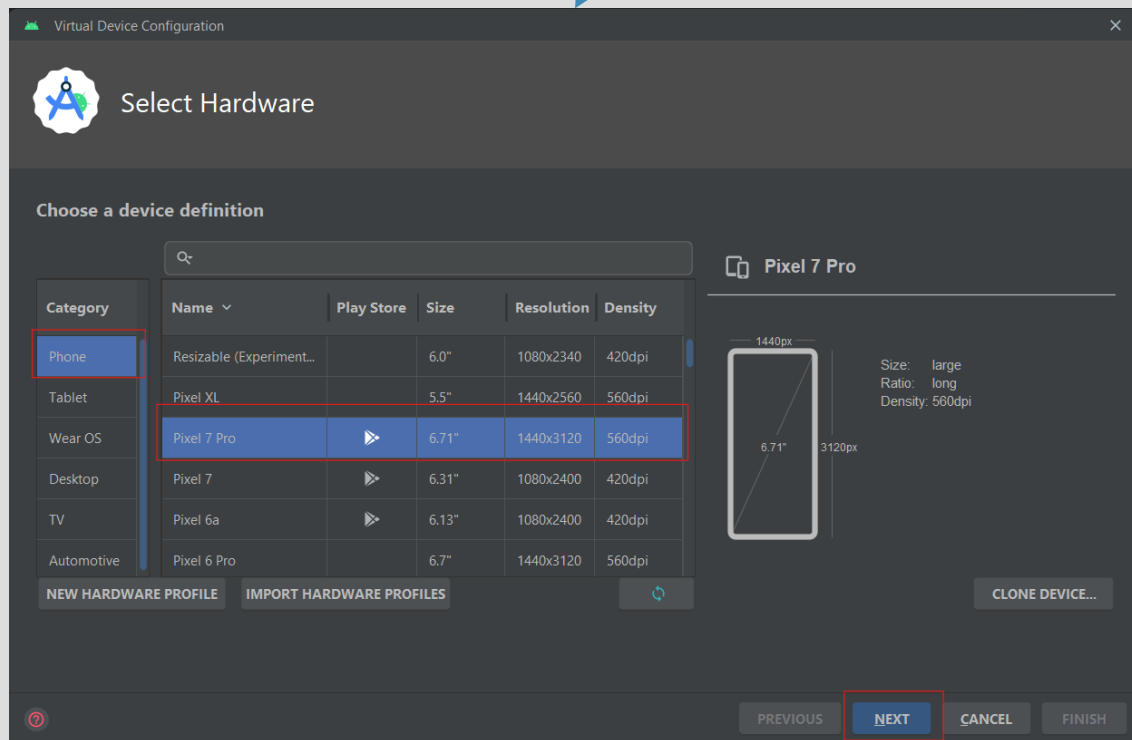 Virtual Device Configuration
Select Hardware
Choose a device definition
Category
Phone
Tablet
Wear OS
Desktop
TV
Automotive
Name Play Store Size Resolution Density
Resizable (Experiment... 6.0" 1080x2340 420dpi
Pixel XL 5.5" 1440x2560 560dpi
Pixel 7 Pro 6.71" 1440x3120 560dpi
Pixel 7 6.31" 1080x2400 420dpi
Pixel 6a 6.13" 1080x2400 420dpi
Pixel 6 Pro 6.7" 1440x3120 560dpi
NEW HARDWARE PROFILE
IMPORT HARDWARE PROFILES
Pixel 7 Pro
1440px
6.71"
3120px
Size: large
Ratio: long
Density: 560dpi
CLONE DEVICE...
?
PREVIOUS
NEXT
CANCEL
FINISH